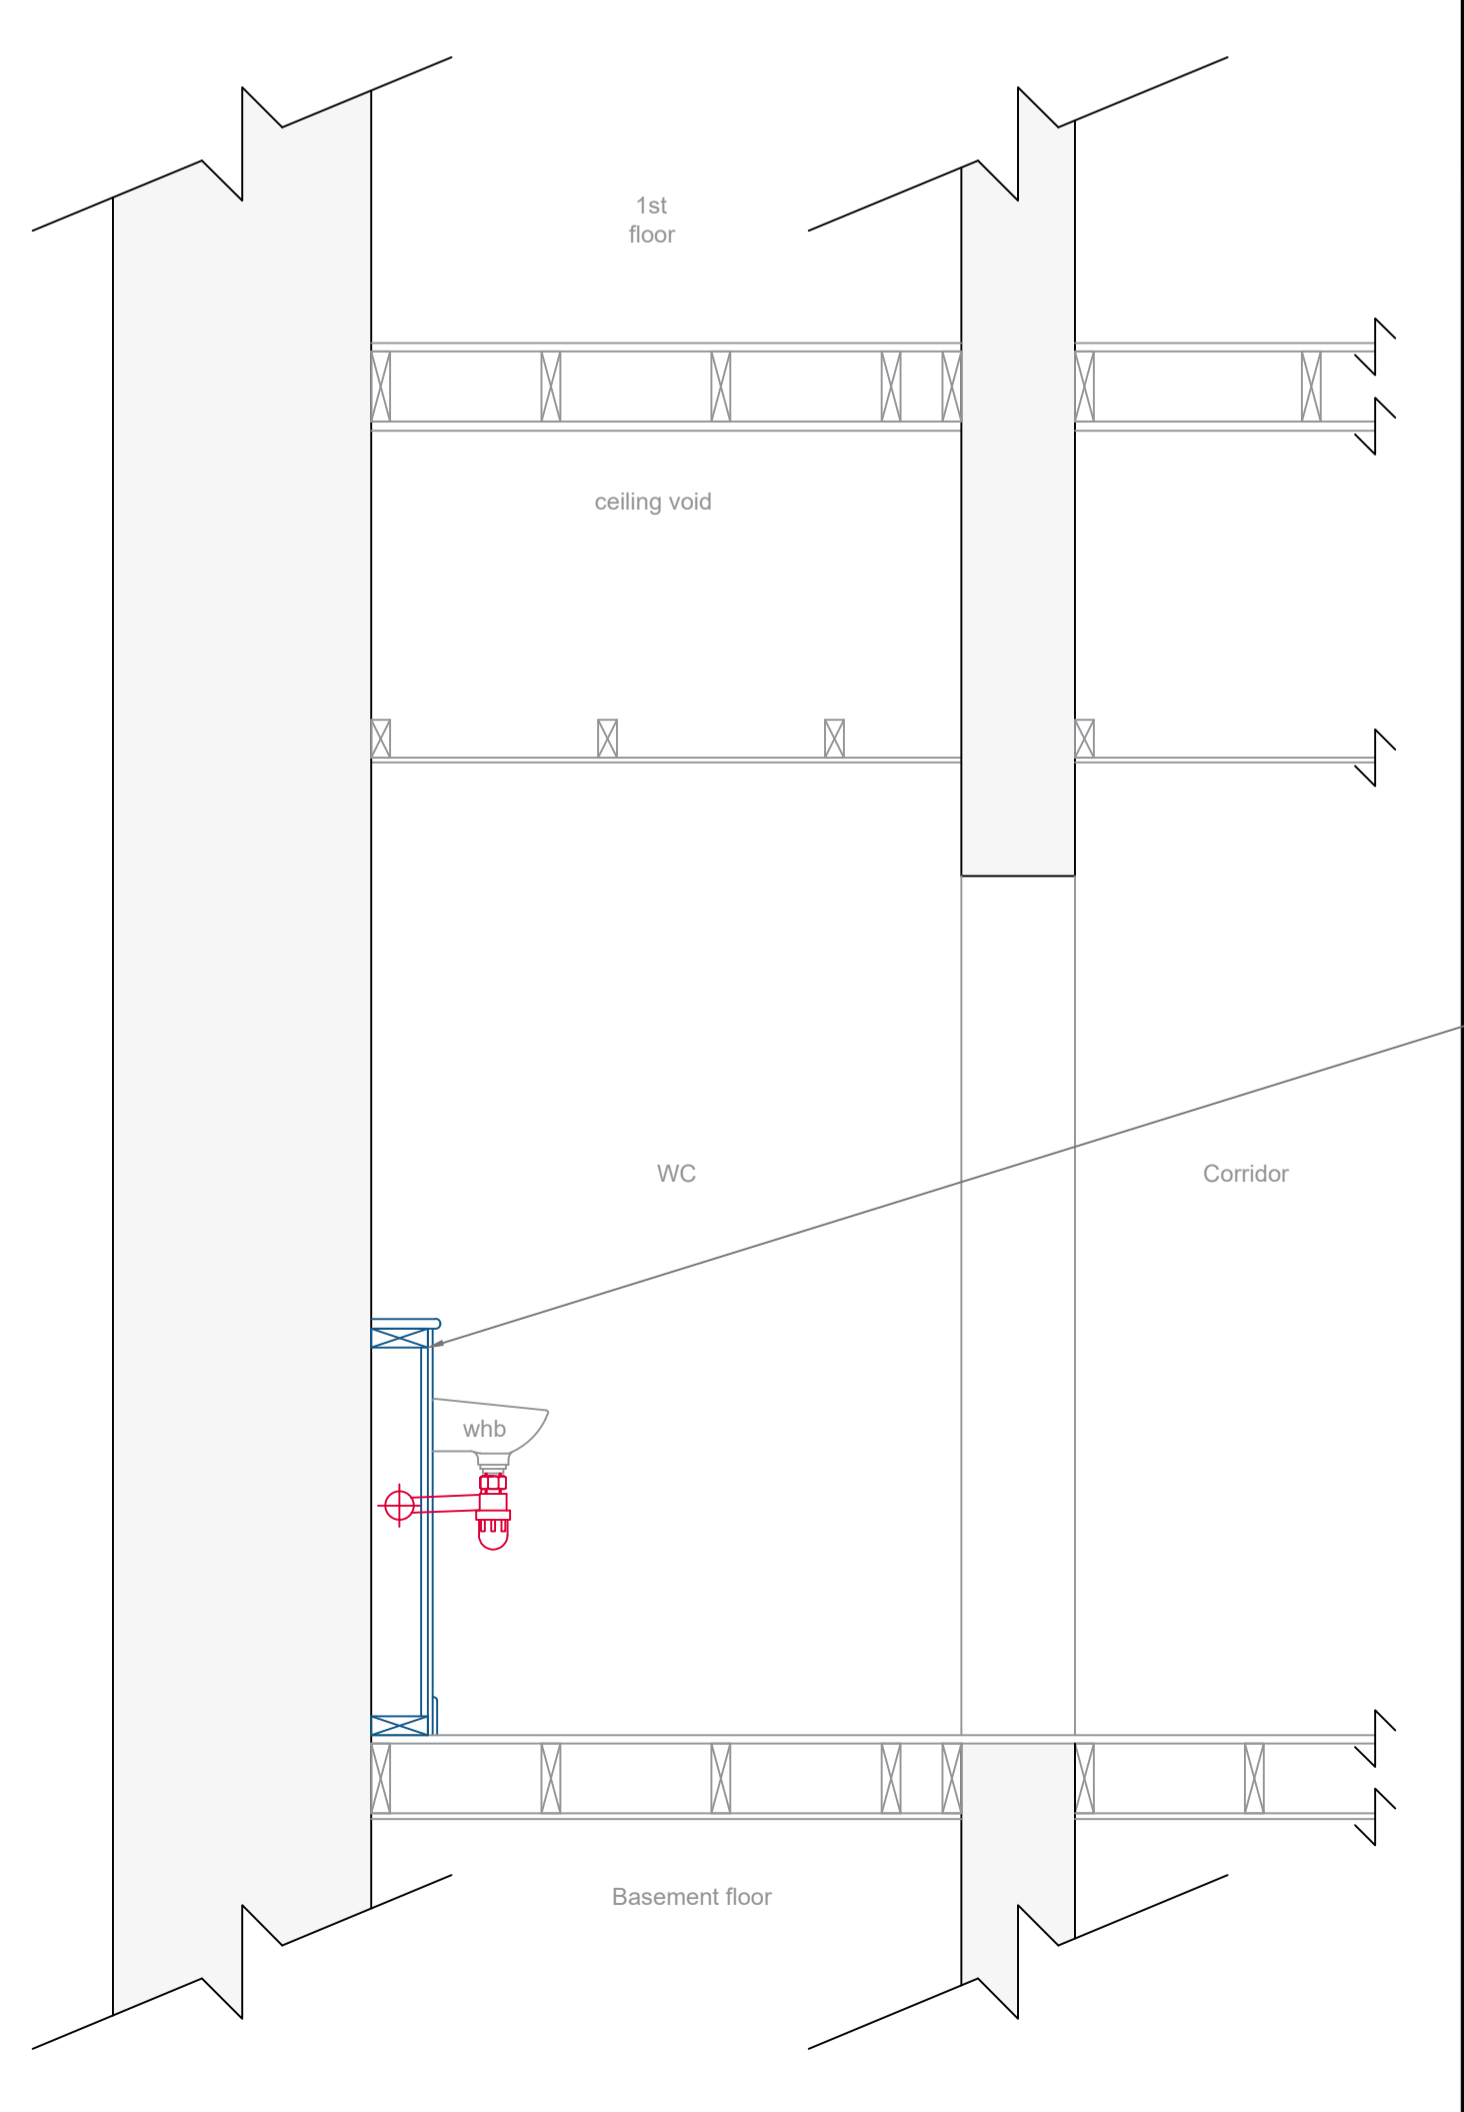 1st
floor
ceiling void
WC
Corridor
whb
Basement floor